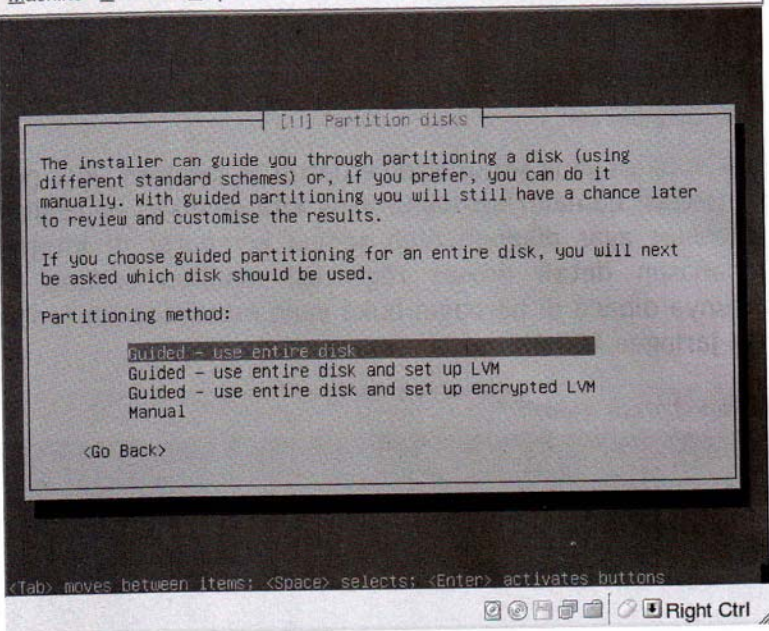 [!!] Partition disks
The installer can guide you through partitioning a disk (using
different standard schemes) or, if you prefer, you can do it
manually. With guided partitioning you will still have a chance later
to review and customise the results.
If you choose guided partitioning for an entire disk, you will next
be asked which disk should be used.
Partitioning method:
Guided - use entire disk
Guided - use entire disk and set up LVM
Guided - use entire disk and set up encrypted LVM
Manual
<Go Back>
<Tab> moves between items; <Space> selects; <Enter> activates buttons
Right Ctrl